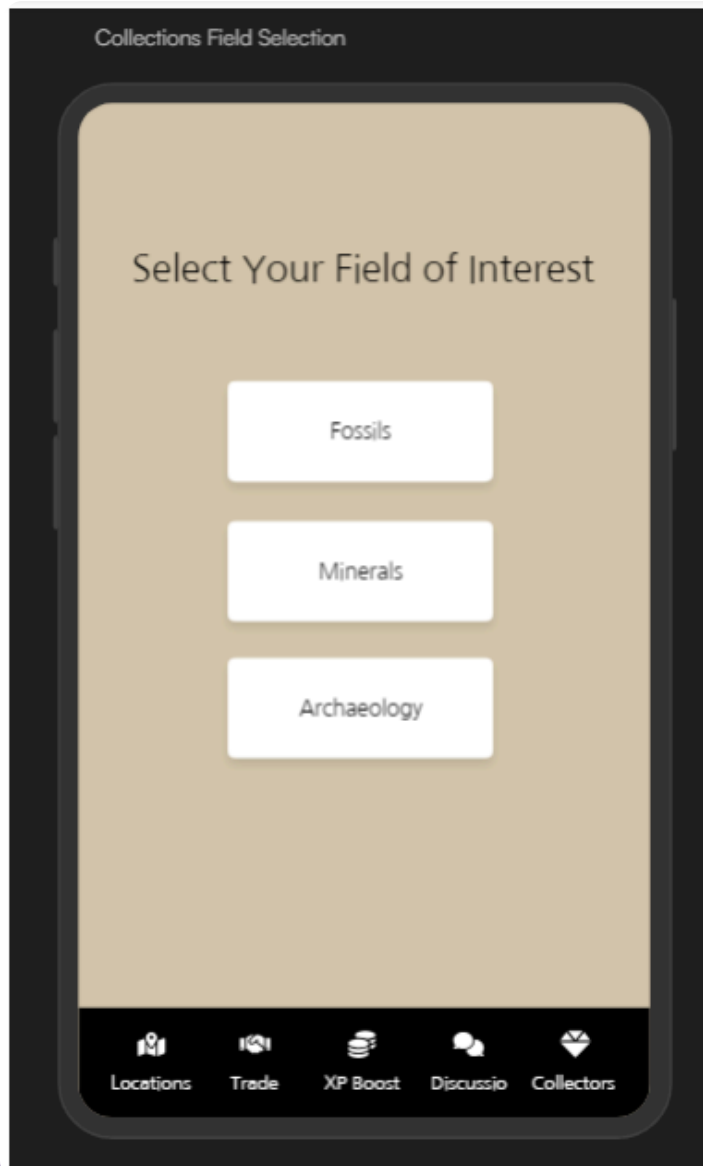 Collections Field Selection
Select Your Field of Interest
Fossils
Minerals
Archaeology
Locations Trade XP Boost Discussio Collectors